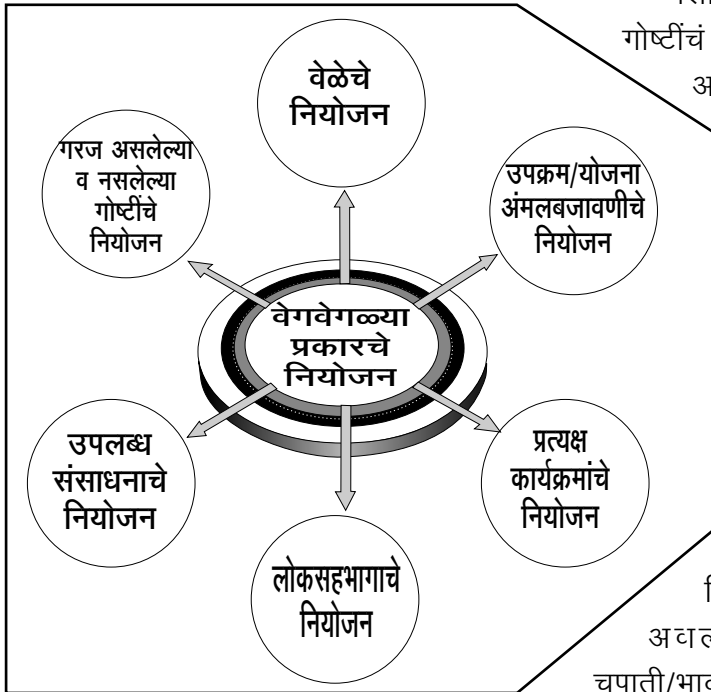 गोष्टींचं
वेळेचे
नियोजन
गरज असलेल्या
व नसलेल्या
गोष्टींचे
नियोजन
उपक्रम/योजना
अंमलबजावणीचे
नियोजन
वेगवेगळ्या
प्रकारचे
नियोजन
उपलब्ध
संसाधनाचे
नियोजन
प्रत्यक्ष
कार्यक्रमांचे
नियोजन
लोकसहभागाचे
नियोजन